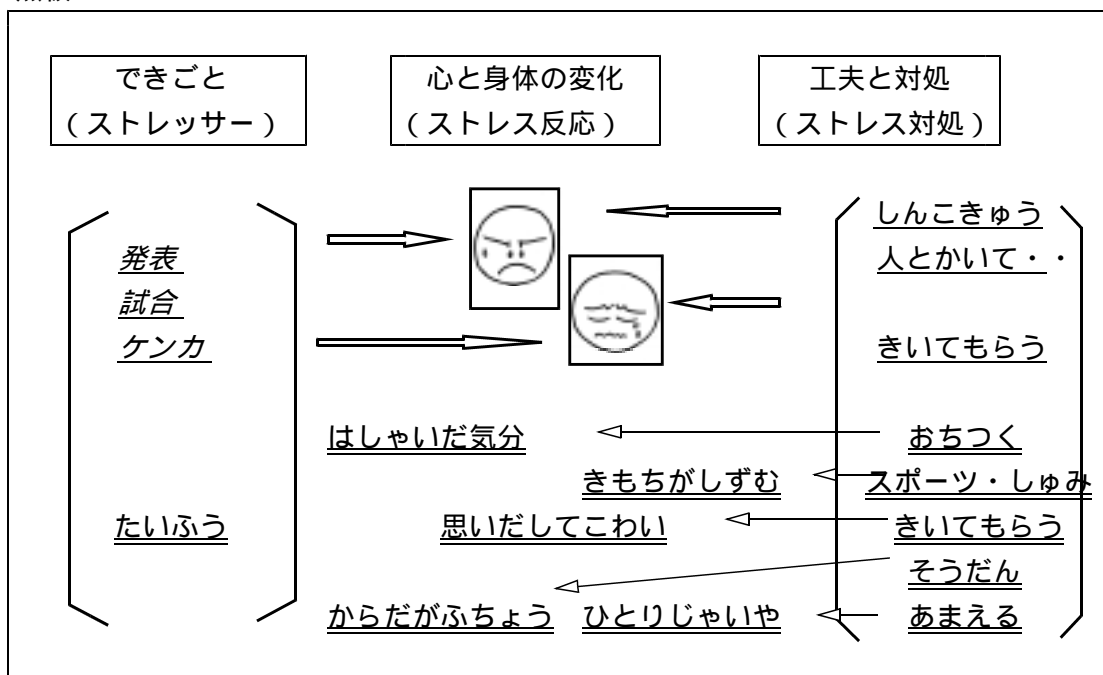 できごと
(ストレッサー)
心と身体の変化
(ストレス反応)
工夫と対処
(ストレス対処)
発表
試合
ケンカ
たいふう
はしゃいだ気分
きもちがしずむ
思いだしてこわい
からだがふちょう ひとりじゃいや
しんこきゅう
人とかいて・・
きいてもらう
おちつく
スポーツ・しゅみ
きいてもらう
そうだん
あまえる